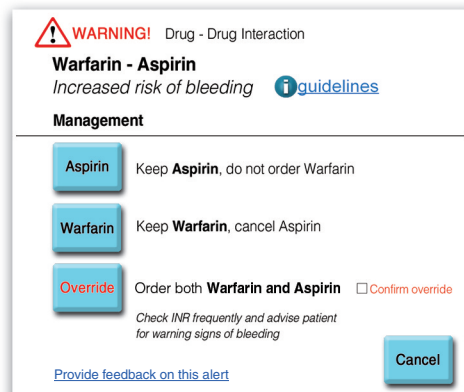 WARNING! Drug - Drug Interaction
Warfarin - Aspirin
Increased risk of bleeding guidelines
Management
Aspirin Keep Aspirin, do not order Warfarin
Warfarin Keep Warfarin, cancel Aspirin
Override Order both Warfarin and Aspirin Confirm override
Check INR frequently and advise patient
for warning signs of bleeding
Cancel
Provide feedback on this alert